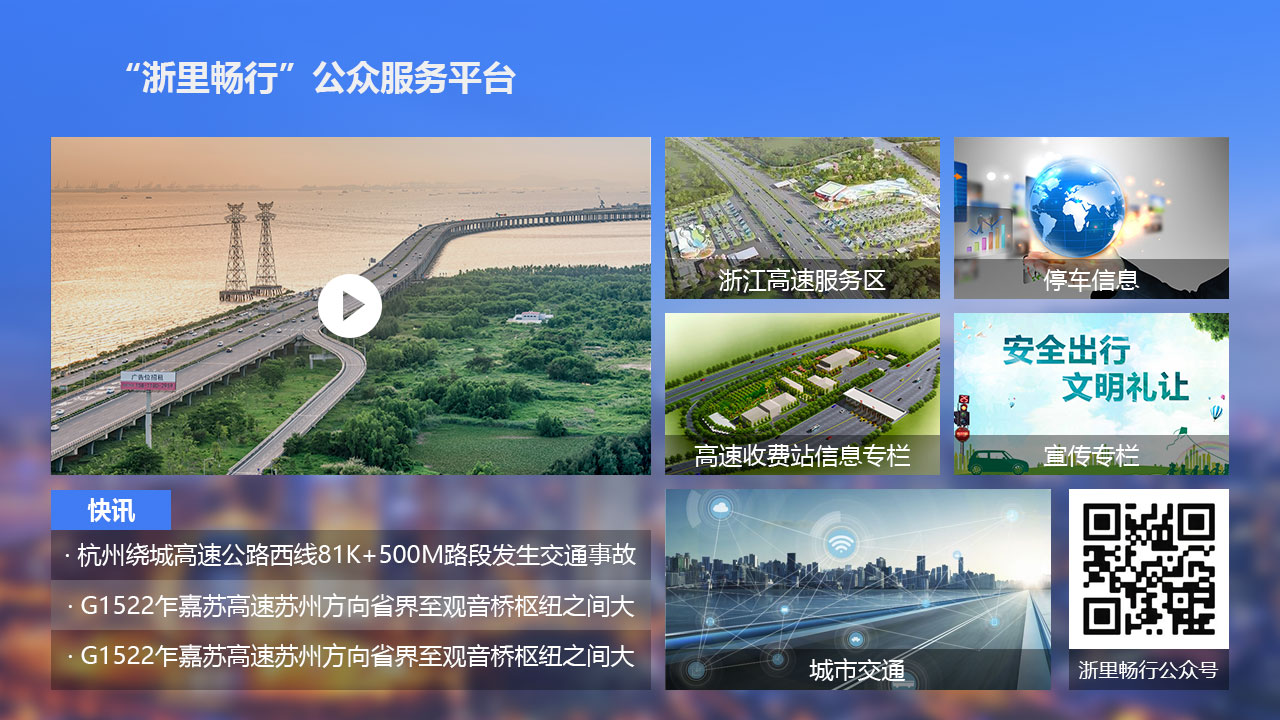 “浙里畅行”公众服务平台
广告位招租
浙江高速服务区
停车信息
高速收费站信息专栏
安全出行
文明礼让
宣传专栏
快讯
· 杭州绕城高速公路西线81K+500M路段发生交通事故
· G1522乍嘉苏高速苏州方向省界至观音桥枢纽之间大
· G1522乍嘉苏高速苏州方向省界至观音桥枢纽之间大
城市交通
浙里畅行公众号